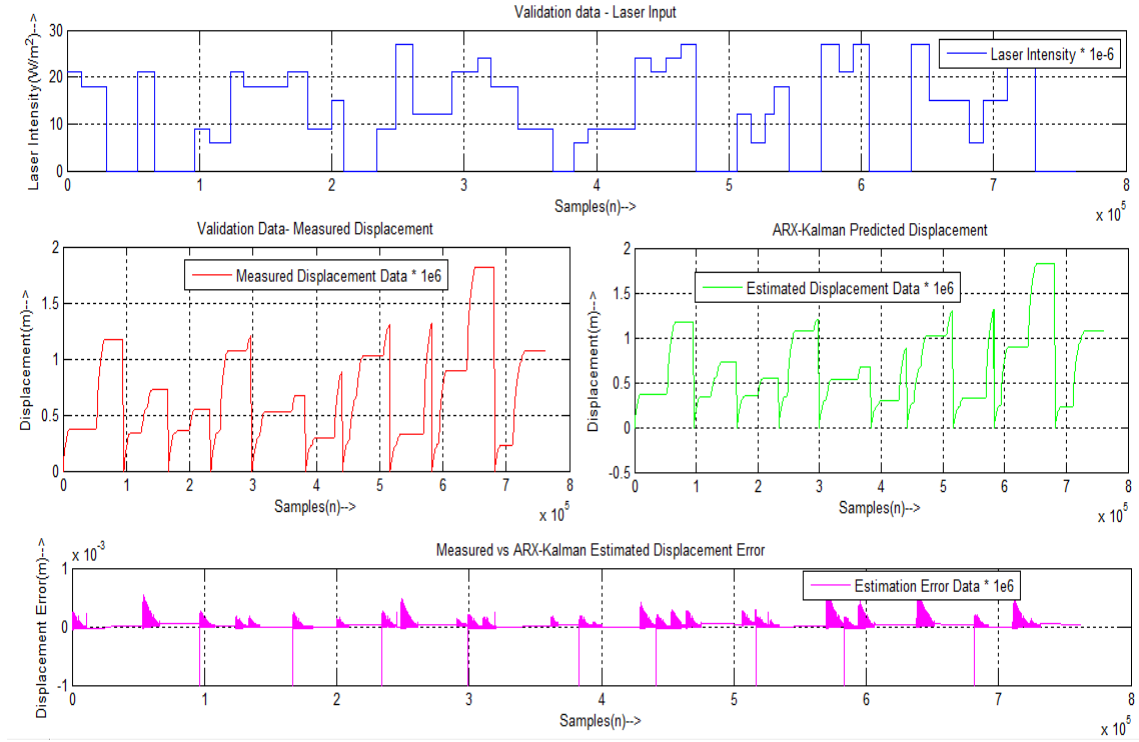 Validation data - Laser Input
Laser Intensity(W/m²)-->
30
20
10
0
Laser Intensity * 1e-6
0 1 2 3 4 5 6 7 8
Samples(n)-->
x 10^5
Validation Data- Measured Displacement
Displacement(m)-->
2
1.5
1
0.5
0
Measured Displacement Data * 1e6
0 1 2 3 4 5 6 7 8
Samples(n)-->
x 10^5
ARX-Kalman Predicted Displacement
Displacement(m)-->
2
1.5
1
0.5
0
-0.5
Estimated Displacement Data * 1e6
0 1 2 3 4 5 6 7 8
Samples(n)-->
x 10^5
Measured vs ARX-Kalman Estimated Displacement Error
x 10^-3
Displacement Error(m)-->
1
0
-1
Estimation Error Data * 1e6
0 1 2 3 4 5 6 7 8
Samples(n)-->
x 10^5